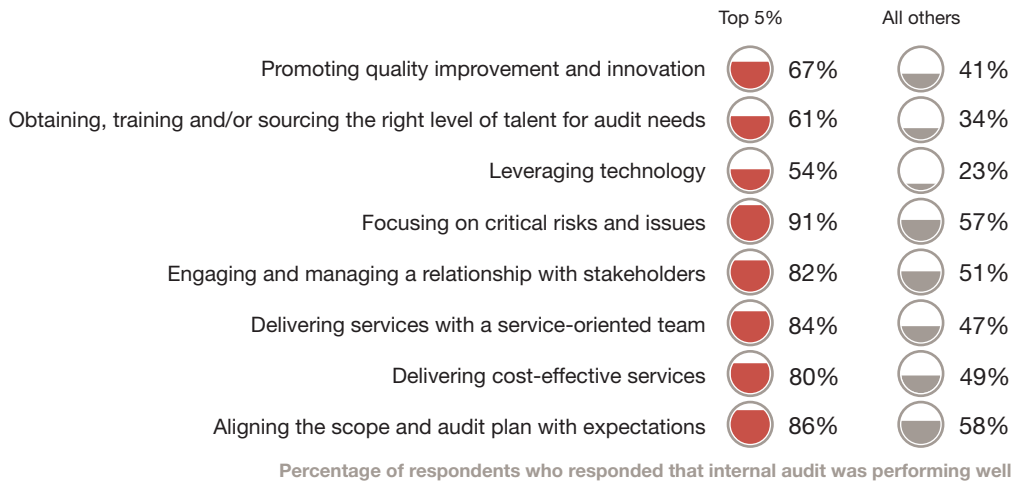 Top 5% All others
Promoting quality improvement and innovation 67% 41%
Obtaining, training and/or sourcing the right level of talent for audit needs 61% 34%
Leveraging technology 54% 23%
Focusing on critical risks and issues 91% 57%
Engaging and managing a relationship with stakeholders 82% 51%
Delivering services with a service-oriented team 84% 47%
Delivering cost-effective services 80% 49%
Aligning the scope and audit plan with expectations 86% 58%
Percentage of respondents who responded that internal audit was performing well